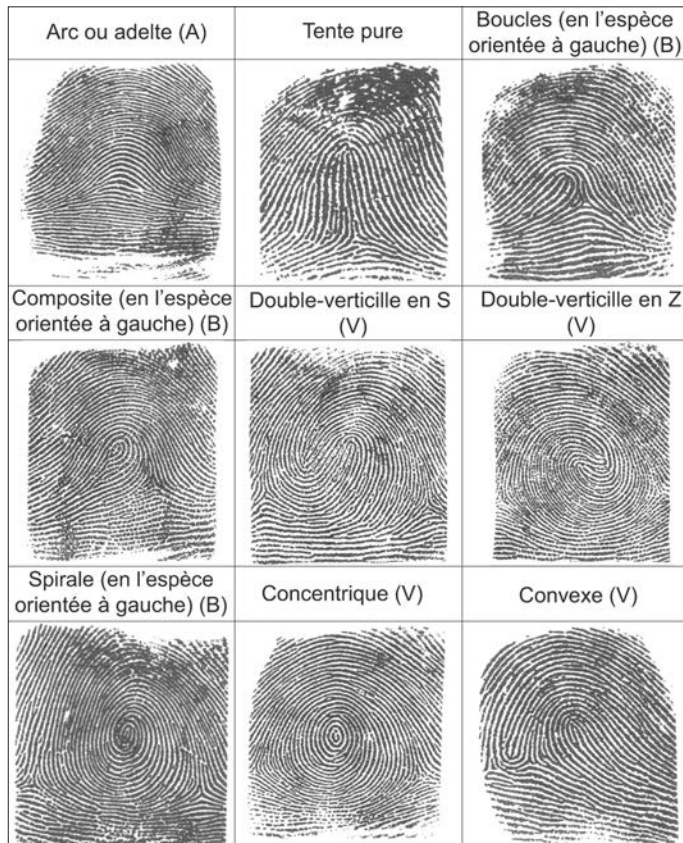 Arc ou adelte (A)
Tente pure
Boucles (en l'espèce
orientée à gauche) (B)
Composite (en l'espèce
orientée à gauche) (B)
Double-verticille en S
(V)
Double-verticille en Z
(V)
Spirale (en l'espèce
orientée à gauche) (B)
Concentrique (V)
Convexe (V)